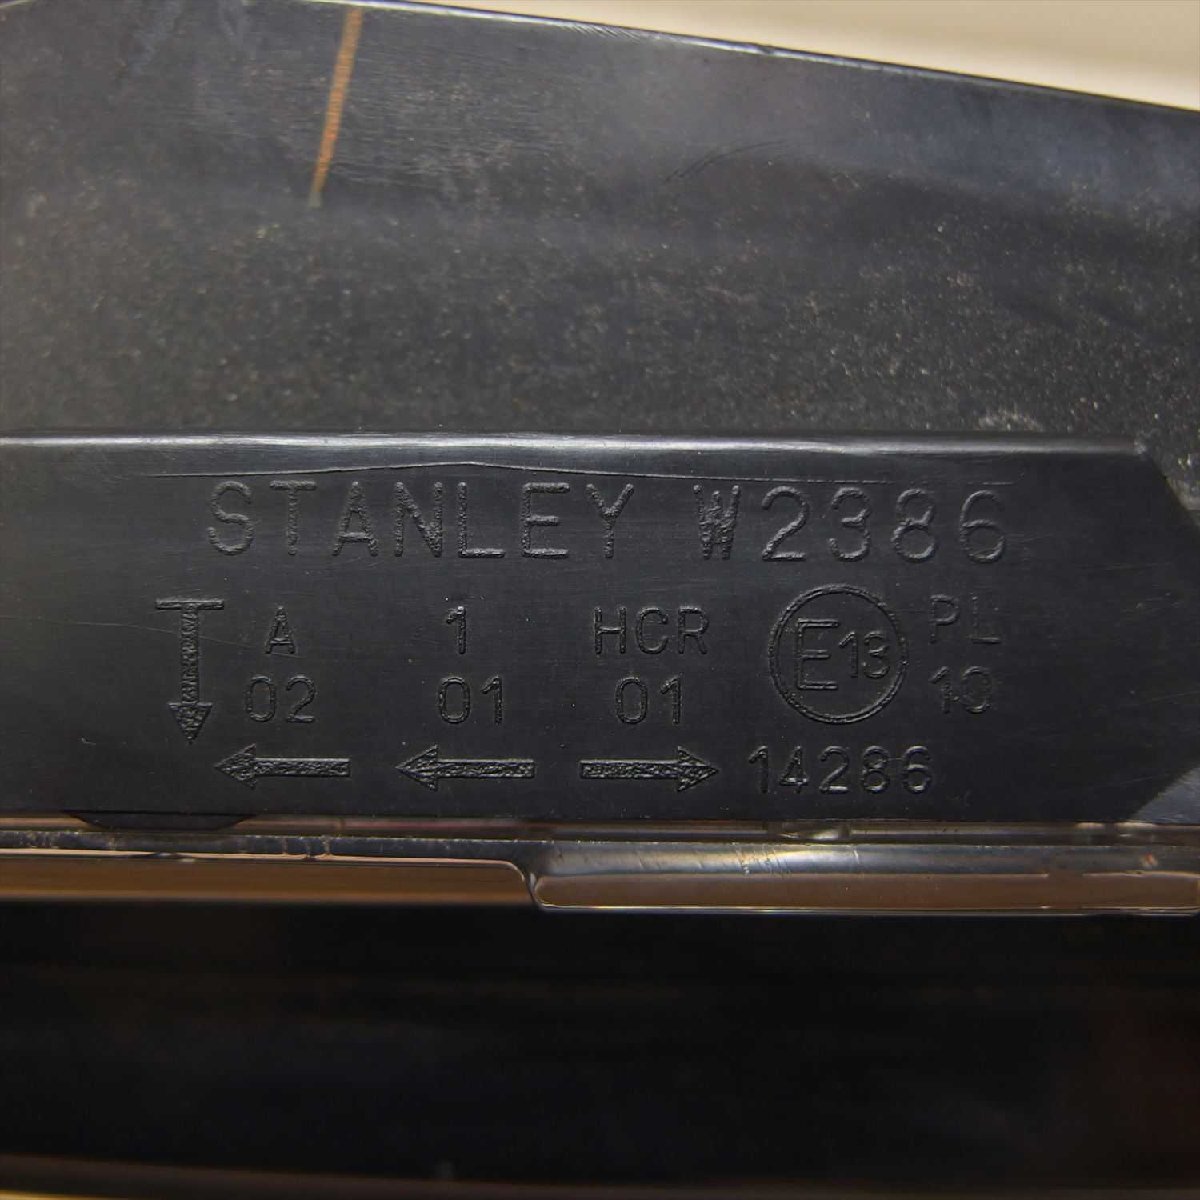 STANLEY W2386
A 1 HCR E13 PL
02 01 01 10
14286